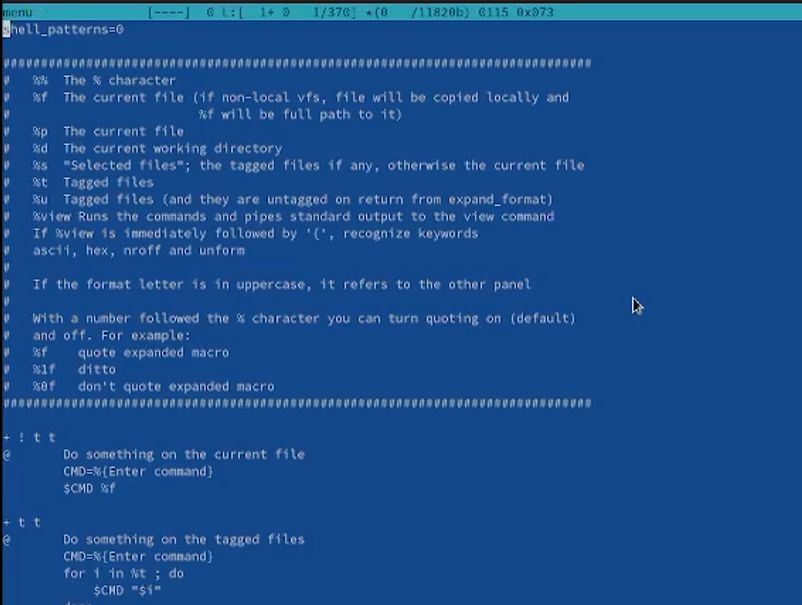 menu [----] 0 L:[ 1+ 0 1/370] *(0 /11820b) 0115 0x073
shell_patterns=0
##############################################################################
# %% The % character
# %f The current file (if non-local vfs, file will be copied locally and
# %f will be full path to it)
# %p The current file
# %d The current working directory
# %s "Selected files"; the tagged files if any, otherwise the current file
# %t Tagged files
# %u Tagged files (and they are untagged on return from expand_format)
# %view Runs the commands and pipes standard output to the view command
# If %view is immediately followed by '{', recognize keywords
# ascii, hex, nroff and unform
#
# If the format letter is in uppercase, it refers to the other panel
#
# With a number followed the % character you can turn quoting on (default)
# and off. For example:
# %f quote expanded macro
# %1f ditto
# %0f don't quote expanded macro
##############################################################################
+ ! t t
@ Do something on the current file
CMD=%{Enter command}
$CMD %f
+ t t
@ Do something on the tagged files
CMD=%{Enter command}
for i in %t ; do
$CMD "$i"